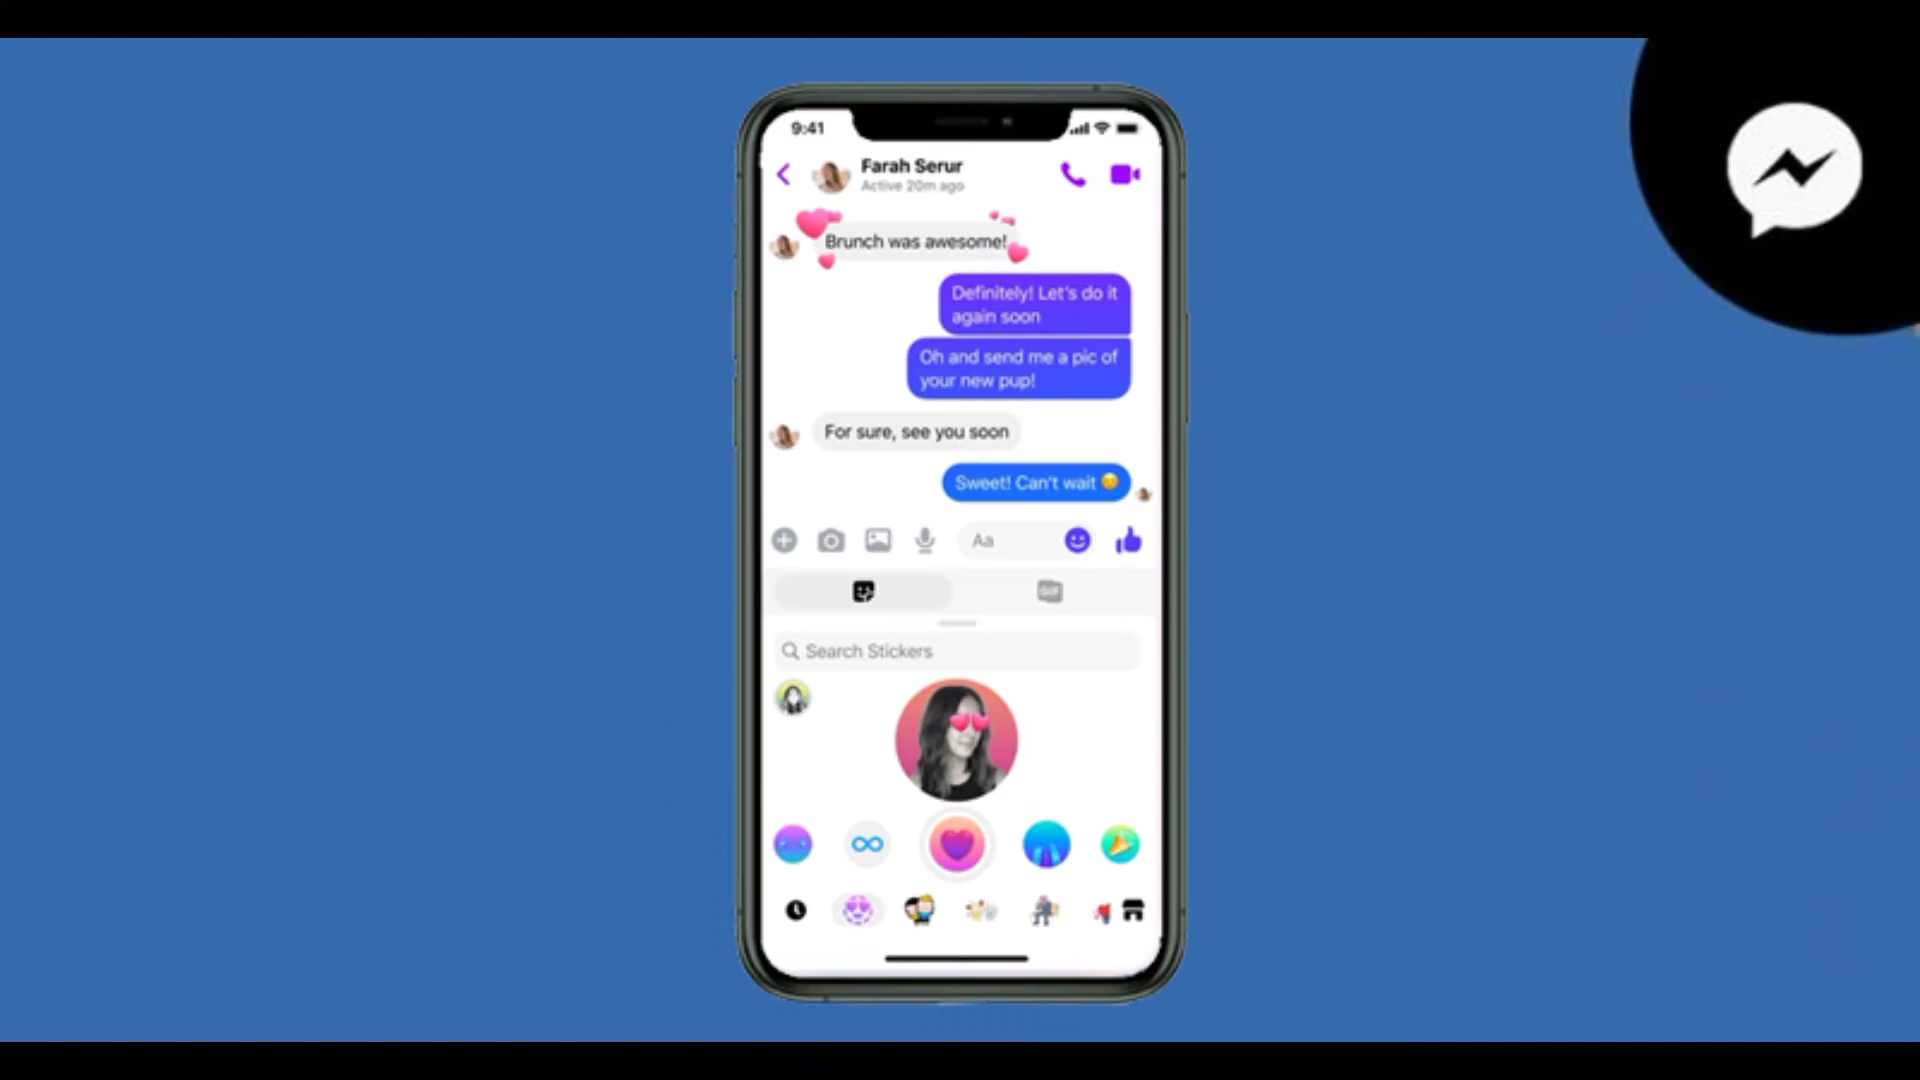 9:41
Farah Serur
Active 20m ago
Brunch was awesome!
Definitely! Let's do it
again soon
Oh and send me a pic of
your new pup!
For sure, see you soon
Sweet! Can't wait 😊
Aa
GIF
Search Stickers